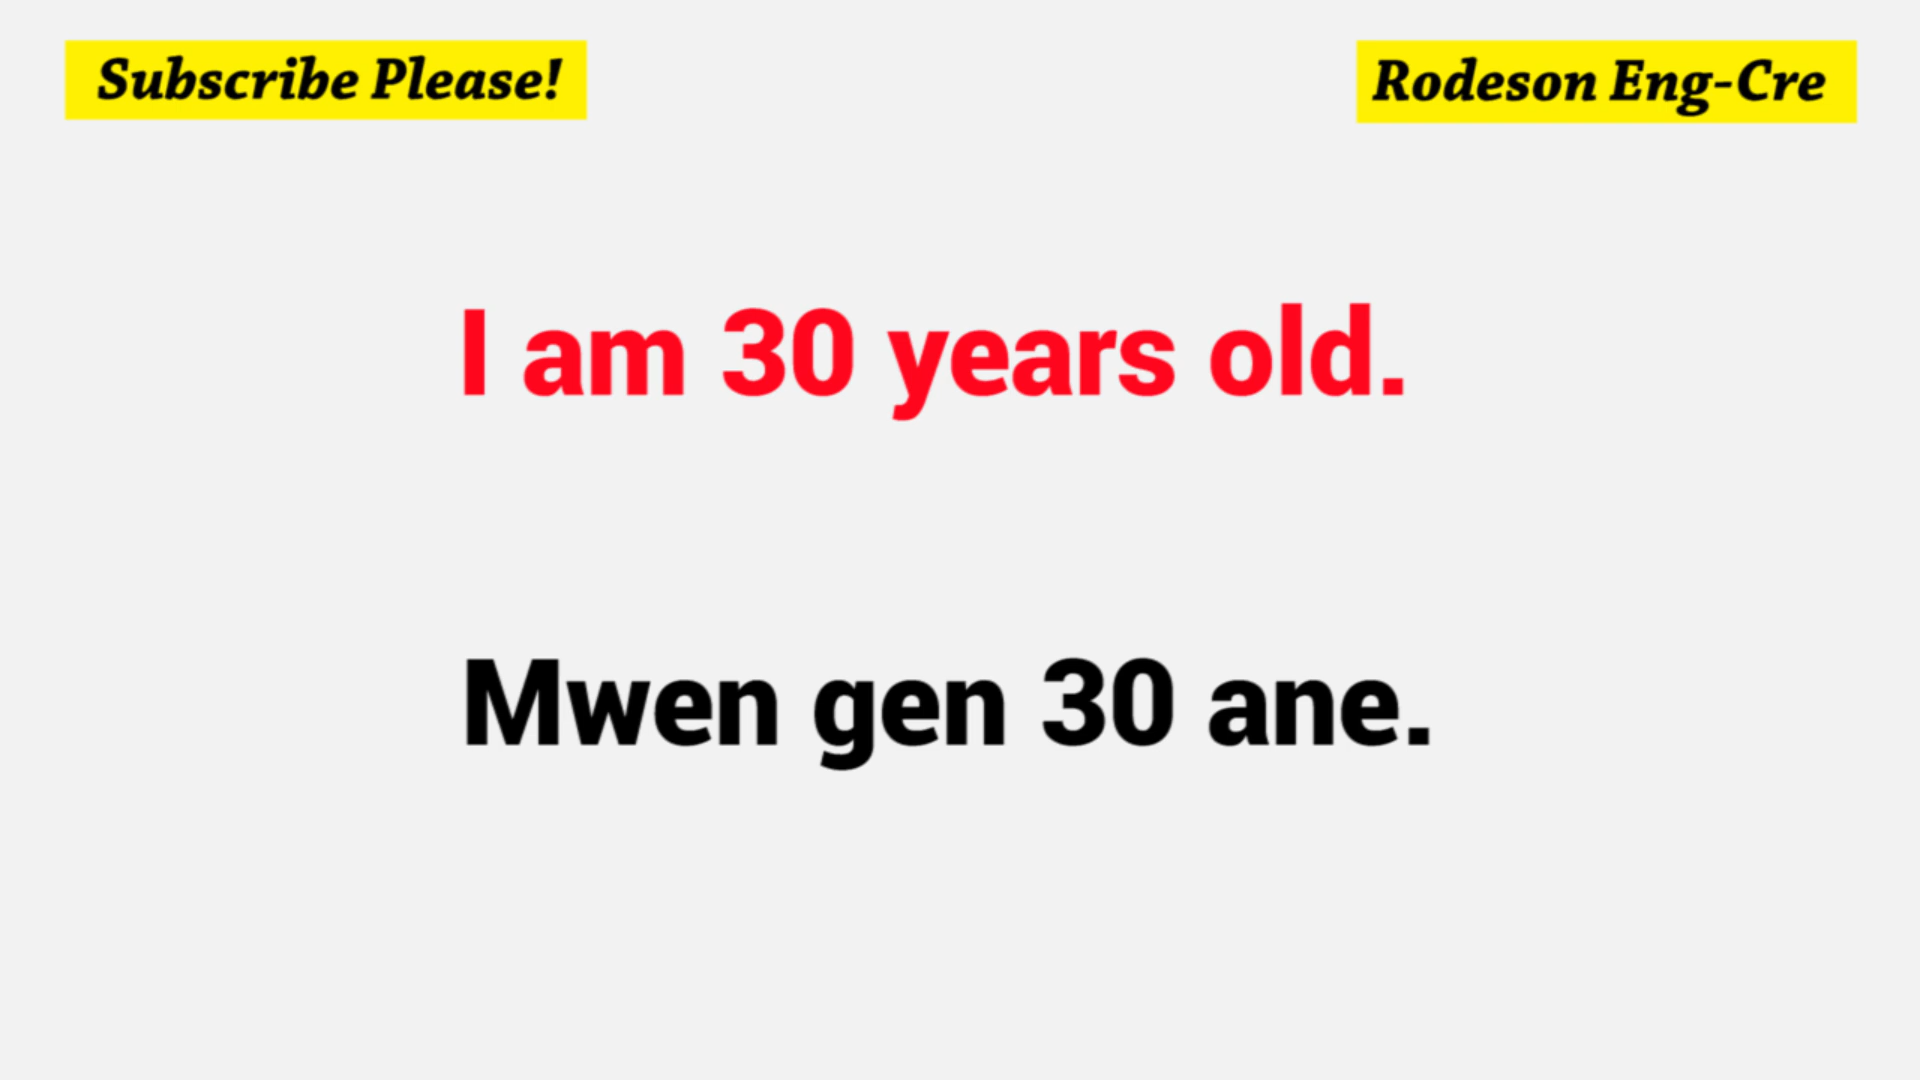 Subscribe Please!
Rodeson Eng-Cre
I am 30 years old.
Mwen gen 30 ane.